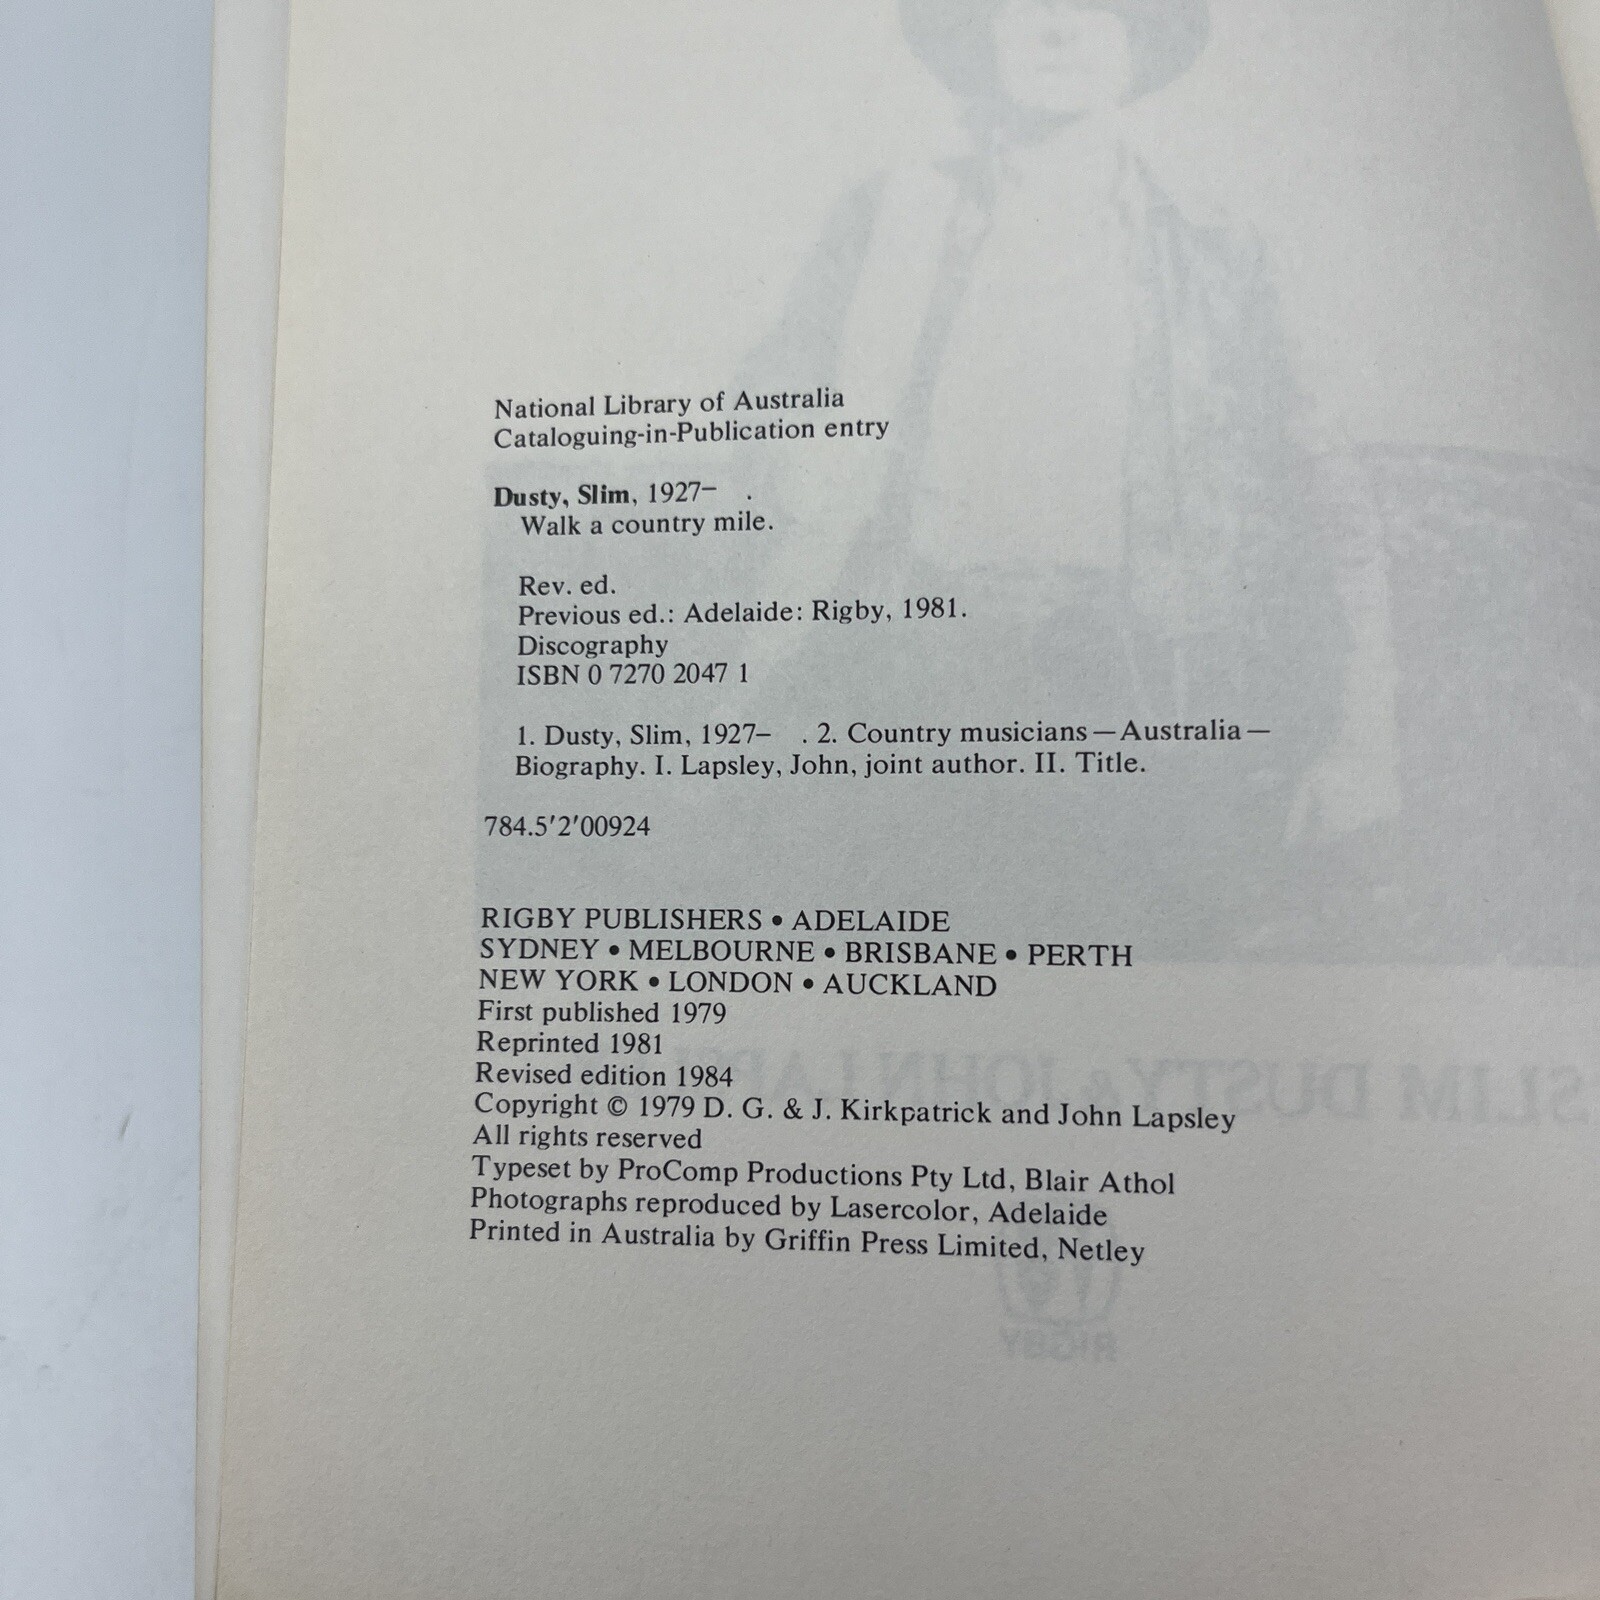 National Library of Australia
Cataloguing-in-Publication entry
Dusty, Slim, 1927– .
Walk a country mile.
Rev. ed.
Previous ed.: Adelaide: Rigby, 1981.
Discography
ISBN 0 7270 2047 1
1. Dusty, Slim, 1927– . 2. Country musicians—Australia—
Biography. I. Lapsley, John, joint author. II. Title.
784.5′2′00924
RIGBY PUBLISHERS • ADELAIDE
SYDNEY • MELBOURNE • BRISBANE • PERTH
NEW YORK • LONDON • AUCKLAND
First published 1979
Reprinted 1981
Revised edition 1984
Copyright © 1979 D. G. & J. Kirkpatrick and John Lapsley
All rights reserved
Typeset by ProComp Productions Pty Ltd, Blair Athol
Photographs reproduced by Lasercolor, Adelaide
Printed in Australia by Griffin Press Limited, Netley
SLIM DUSTY & JOHN
RIGBY